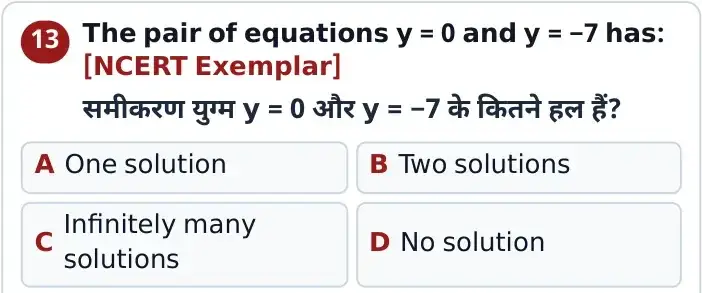 13 The pair of equations y = 0 and y = −7 has:
[NCERT Exemplar]
समीकरण युग्म y = 0 और y = −7 के कितने हल हैं?
A One solution
B Two solutions
C Infinitely many
solutions
D No solution